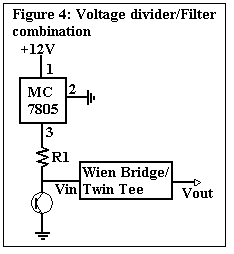 Figure 4: Voltage divider/Filter
combination
+12V
1
MC
7805
2
3
R1
Wien Bridge/
Twin Tee
Vin
Vout